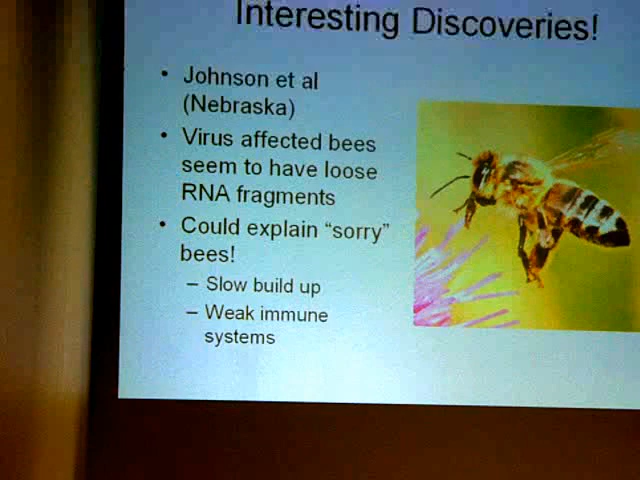 Interesting Discoveries!
• Johnson et al
(Nebraska)
• Virus affected bees
seem to have loose
RNA fragments
• Could explain “sorry”
bees!
– Slow build up
– Weak immune
systems